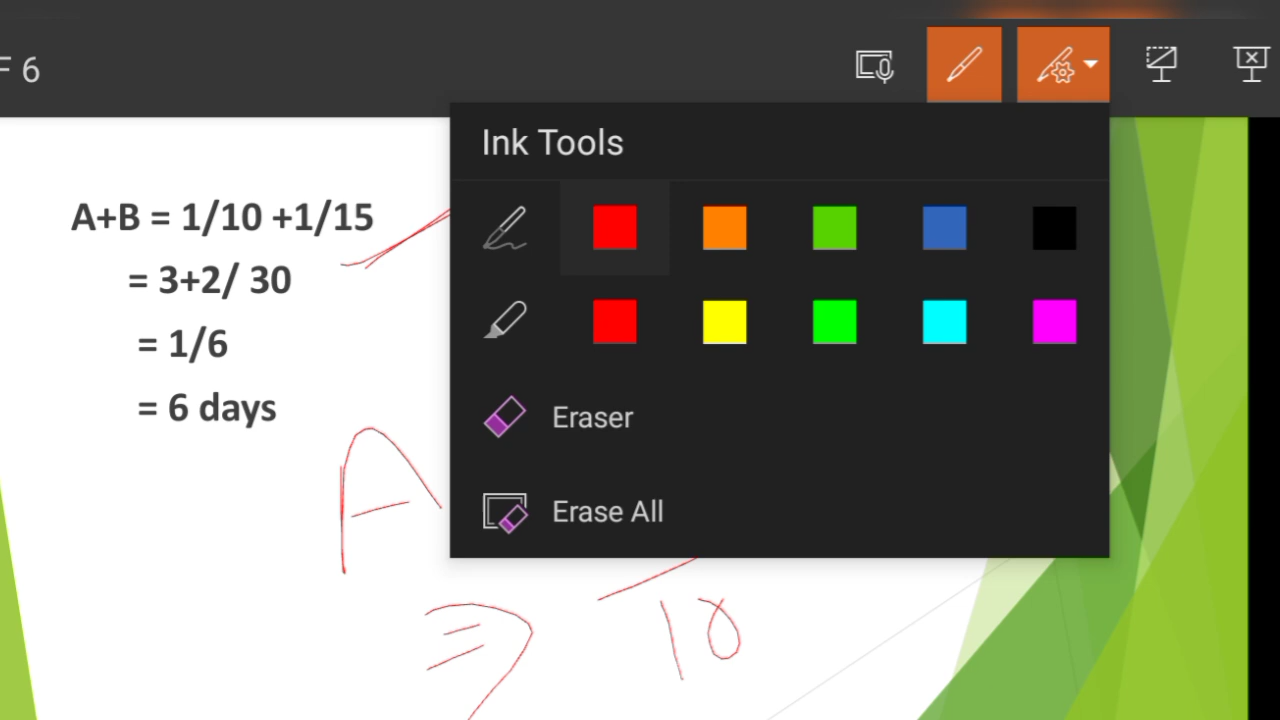 F 6
Ink Tools
A+B = 1/10 +1/15
= 3+2/ 30
= 1/6
= 6 days
Eraser
Erase All
A
=
10